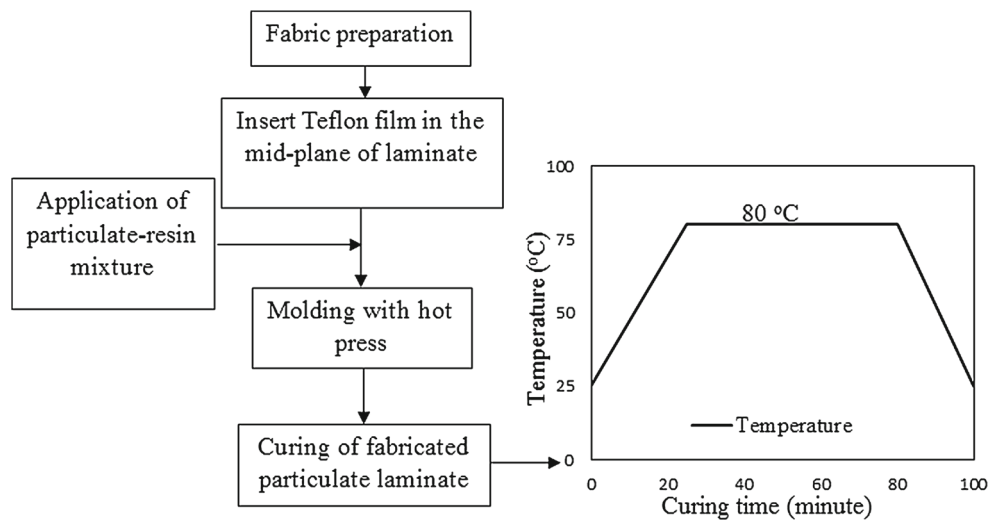 Fabric preparation
Insert Teflon film in the
mid-plane of laminate
Application of
particulate-resin
mixture
Molding with hot
press
Curing of fabricated
particulate laminate
100
75
50
25
0
Temperature (ºC)
80 ºC
Temperature
0
20
40
60
80
100
Curing time (minute)